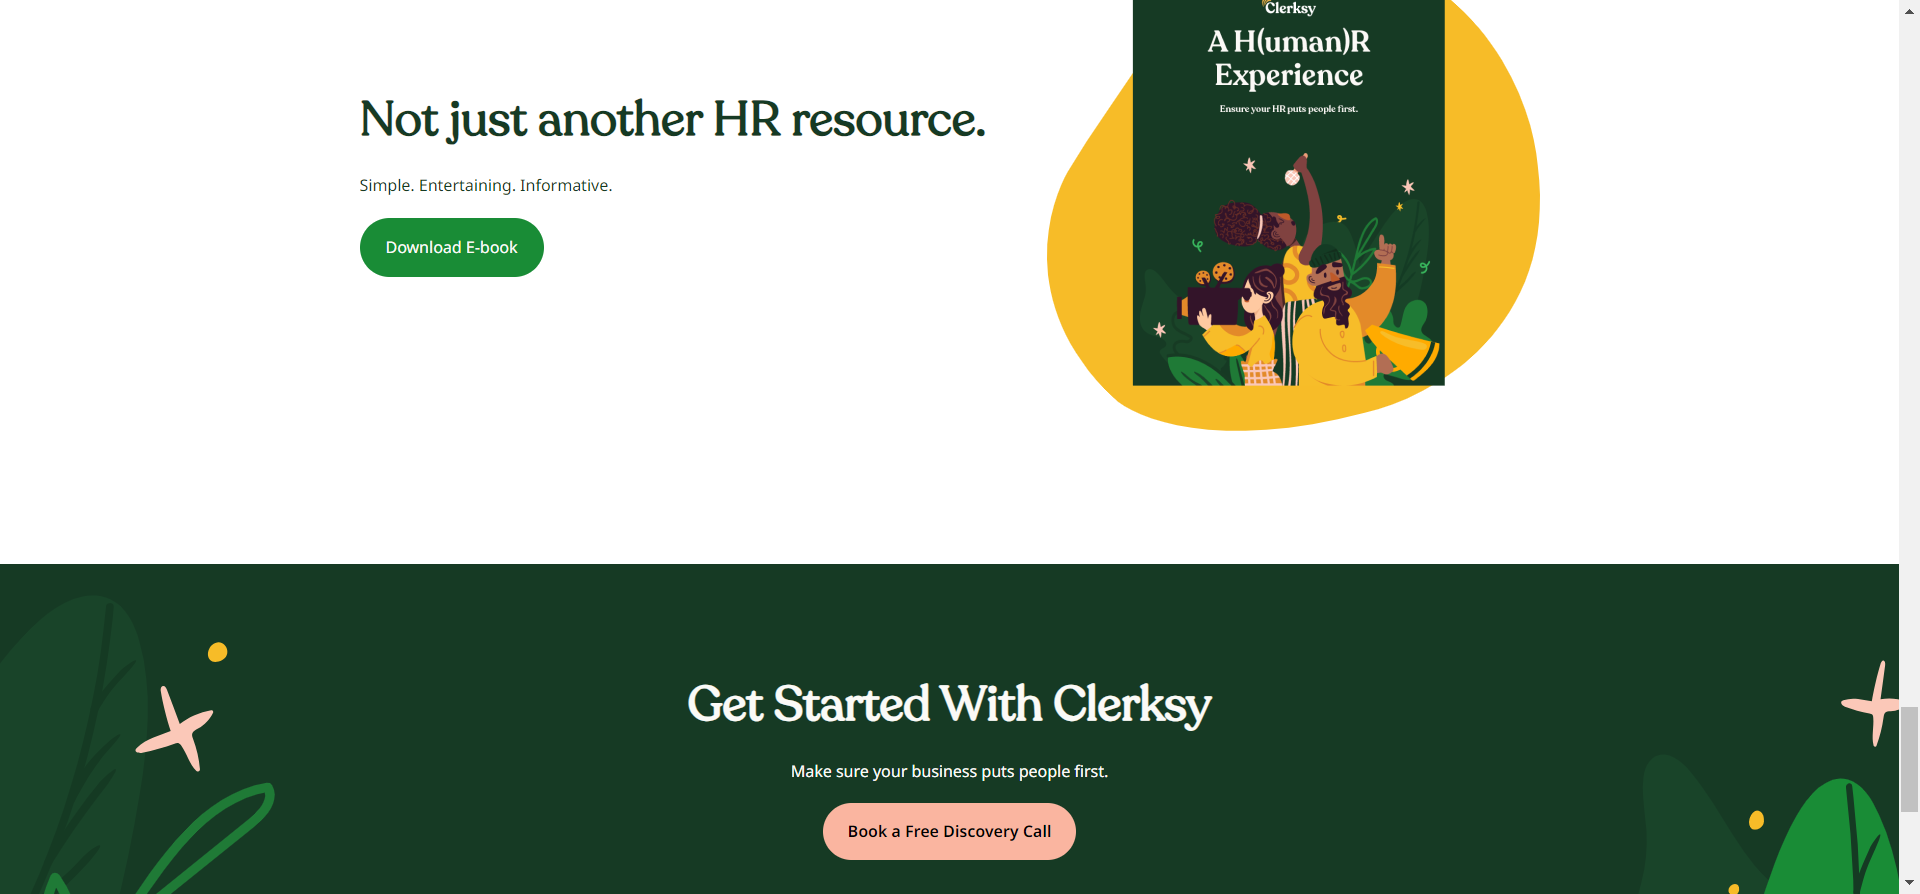 Clerksy
A H(uman)R
Experience
Ensure your HR puts people first.
Not just another HR resource.
Simple. Entertaining. Informative.
Download E-book
Get Started With Clerksy
Make sure your business puts people first.
Book a Free Discovery Call